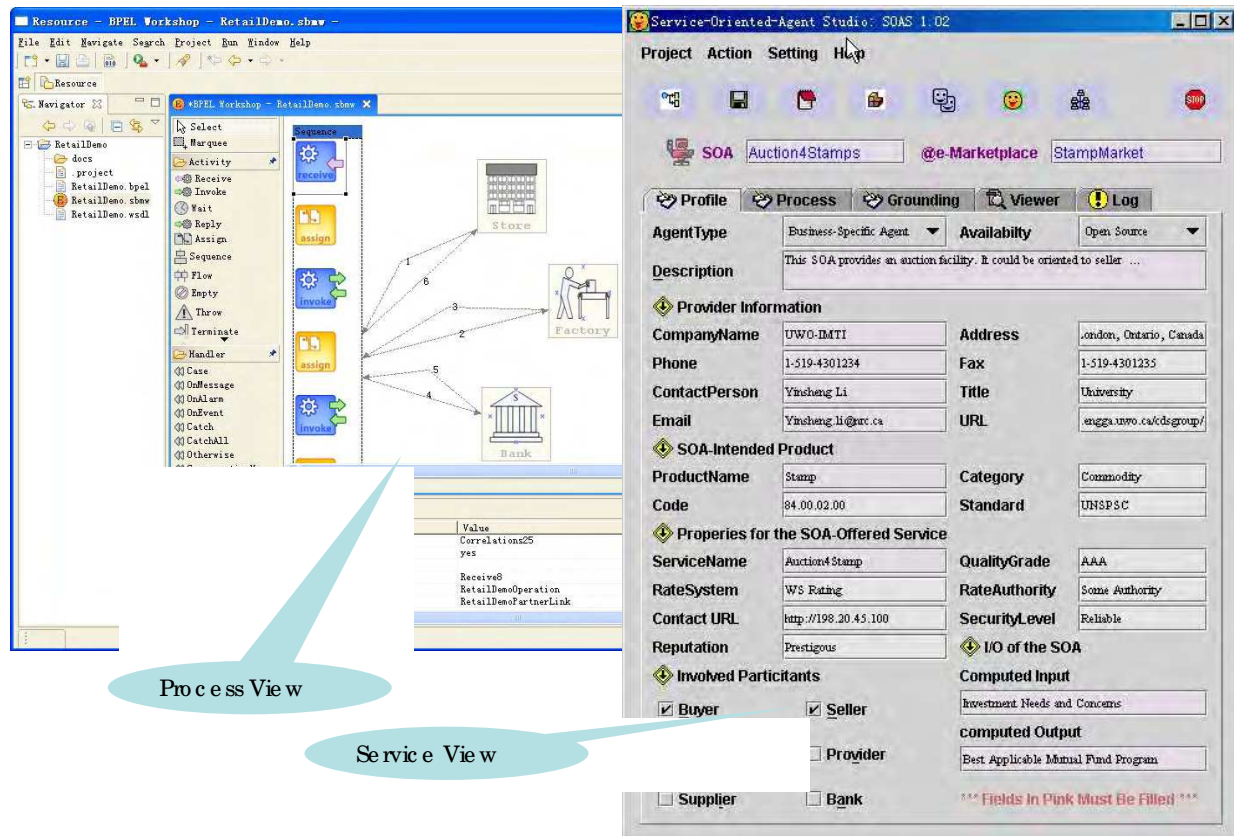 Resource - BPEL Workshop - RetailDemo.sbmw -
File Edit Navigate Search Project Run Window Help
Resource
Navigator
RetailDemo
docs
.project
RetailDemo.bpel
RetailDemo.sbmw
RetailDemo.wsdl
*BPEL Workshop - RetailDemo.sbmw
Select
Marquee
Activity
Receive
Invoke
Wait
Reply
Assign
Sequence
Flow
Empty
Throw
Terminate
Handler
Case
OnMessage
OnAlarm
OnEvent
Catch
CatchAll
Otherwise
Sequence
receive
assign
invoke
assign
invoke
Store
1
6
3
2
Factory
5
4
S
Bank
Value
Correlations25
yes
Receive8
RetailDemoOperation
RetailDemoPartnerLink
Process View
Service View
Service-Oriented-Agent Studio: SOAS 1.02
Project Action Setting Help
STOP
SOA Auction4Stamps @e-Marketplace StampMarket
Profile Process Grounding Viewer Log
AgentType Business-Specific Agent Availabilty Open Source
Description This SOA provides an auction facility. It could be oriented to seller ...
Provider Information
CompanyName UWO-IMTI Address .ondon, Ontario, Canada
Phone 1-519-4301234 Fax 1-519-4301235
ContactPerson Yinsheng Li Title University
Email Yinsheng.li@nrc.ca URL .engga.uwo.ca/cdsgroup/
SOA-Intended Product
ProductName Stamp Category Commodity
Code 84.00.02.00 Standard UNSPSC
Properies for the SOA-Offered Service
ServiceName Auction4Stamp QualityGrade AAA
RateSystem WS Rating RateAuthority Some Authority
Contact URL http://198.20.45.100 SecurityLevel Reliable
Reputation Prestigous I/O of the SOA
Involved Particitants Computed Input
Buyer Seller Investment Needs and Concerns
computed Output
Provider Best Applicable Mutual Fund Program
Supplier Bank *** Fields In Pink Must Be Filled ***